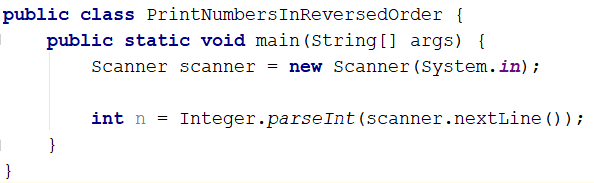 public class PrintNumbersInReversedOrder {
    public static void main(String[] args) {
        Scanner scanner = new Scanner(System.in);

        int n = Integer.parseInt(scanner.nextLine());
    }
}